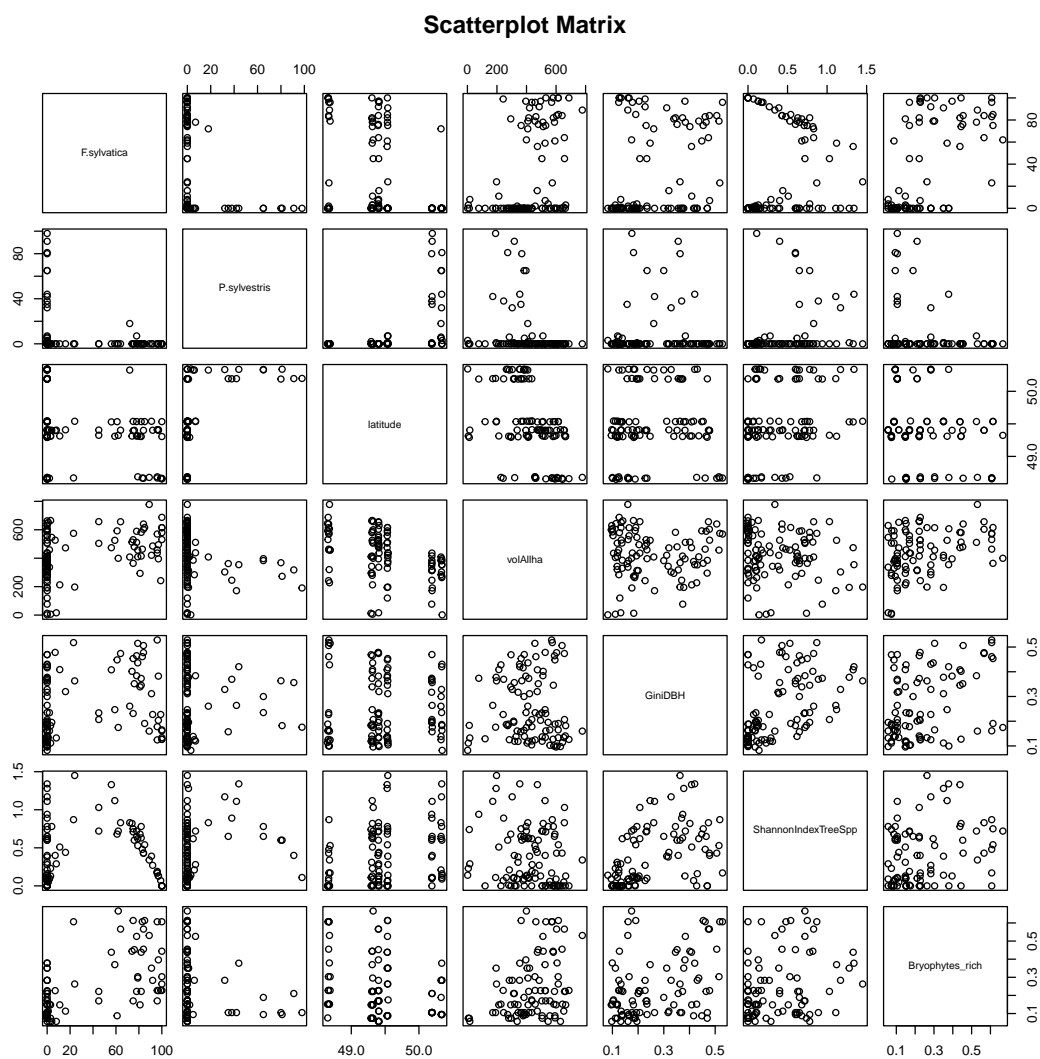 Scatterplot Matrix
0 20 60 100
0 200 600
0.0 0.5 1.0 1.5
F.sylvatica
0 40 80
P.sylvestris
0 40 80
latitude
49.0 50.0
volAllha
0 200 600
GiniDBH
0.1 0.3 0.5
ShannonIndexTreeSpp
0.0 0.5 1.0 1.5
Bryophytes_rich
0.1 0.3 0.5
0 20 60 100
49.0 50.0
0.1 0.3 0.5
0.1 0.3 0.5